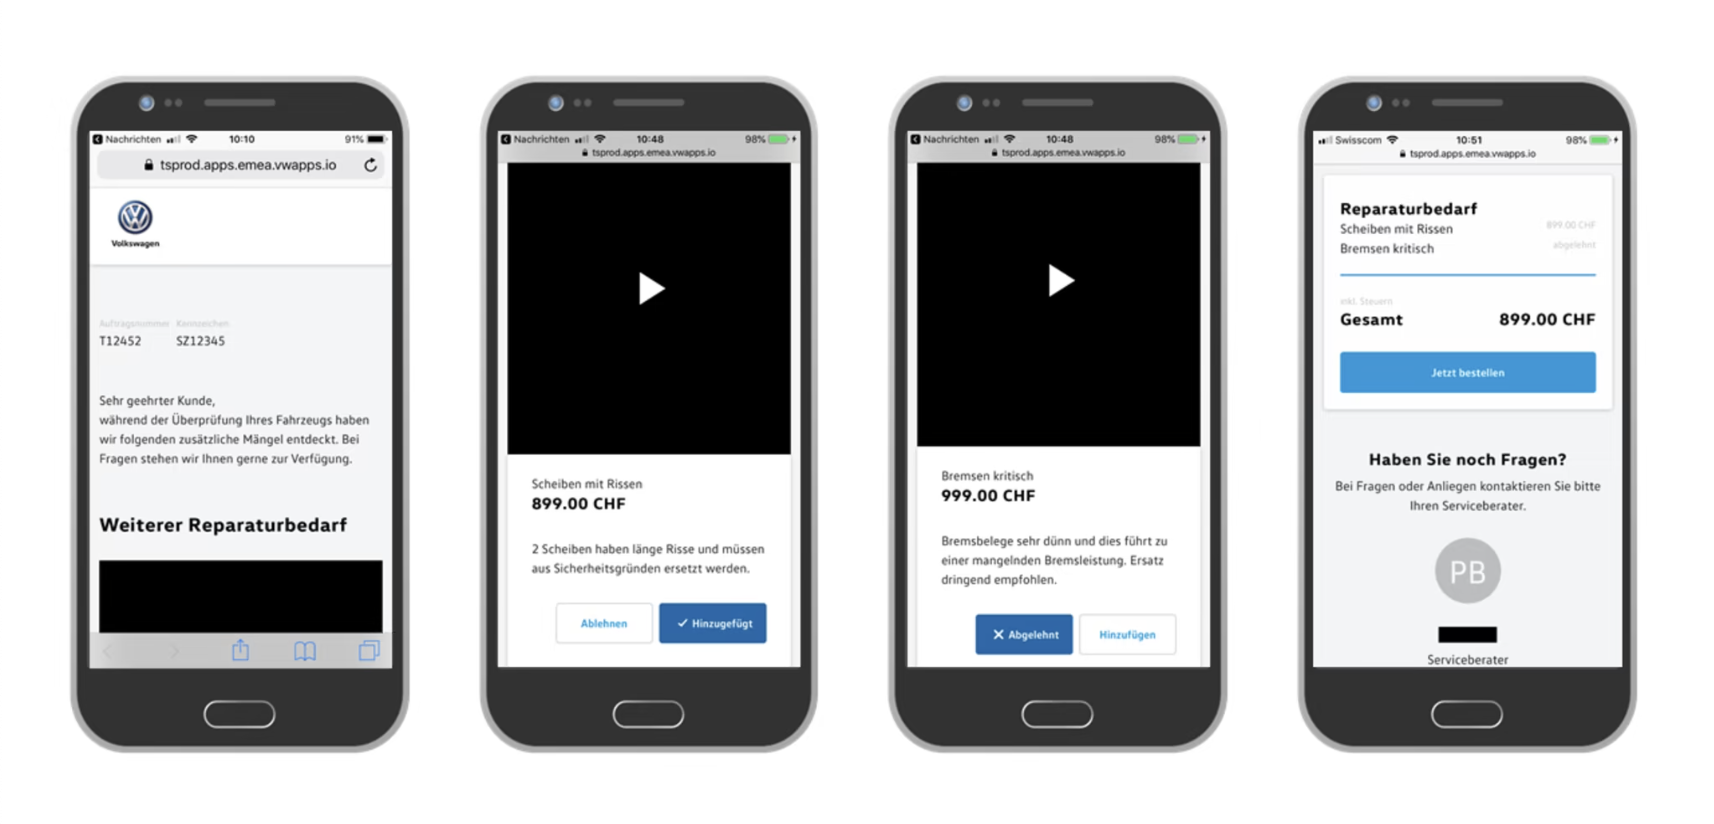 Nachrichten 10:10 91%
tsprod.apps.emea.vwapps.io
Volkswagen
Auftragsnummer Kennzeichen
T12452 SZ12345
Sehr geehrter Kunde,
während der Überprüfung Ihres Fahrzeugs haben
wir folgenden zusätzliche Mängel entdeckt. Bei
Fragen stehen wir Ihnen gerne zur Verfügung.
Weiterer Reparaturbedarf
Nachrichten 10:48 98%
tsprod.apps.emea.vwapps.io
Scheiben mit Rissen
899.00 CHF
2 Scheiben haben länge Risse und müssen
aus Sicherheitsgründen ersetzt werden.
Ablehnen Hinzugefügt
Nachrichten 10:48 98%
tsprod.apps.emea.vwapps.io
Bremsen kritisch
999.00 CHF
Bremsbelege sehr dünn und dies führt zu
einer mangelnden Bremsleistung. Ersatz
dringend empfohlen.
Abgelehnt Hinzufügen
Swisscom 10:51 98%
tsprod.apps.emea.vwapps.io
Reparaturbedarf
Scheiben mit Rissen 899.00 CHF
Bremsen kritisch abgelehnt
inkl. Steuern
Gesamt 899.00 CHF
Jetzt bestellen
Haben Sie noch Fragen?
Bei Fragen oder Anliegen kontaktieren Sie bitte
Ihren Serviceberater.
PB
Serviceberater